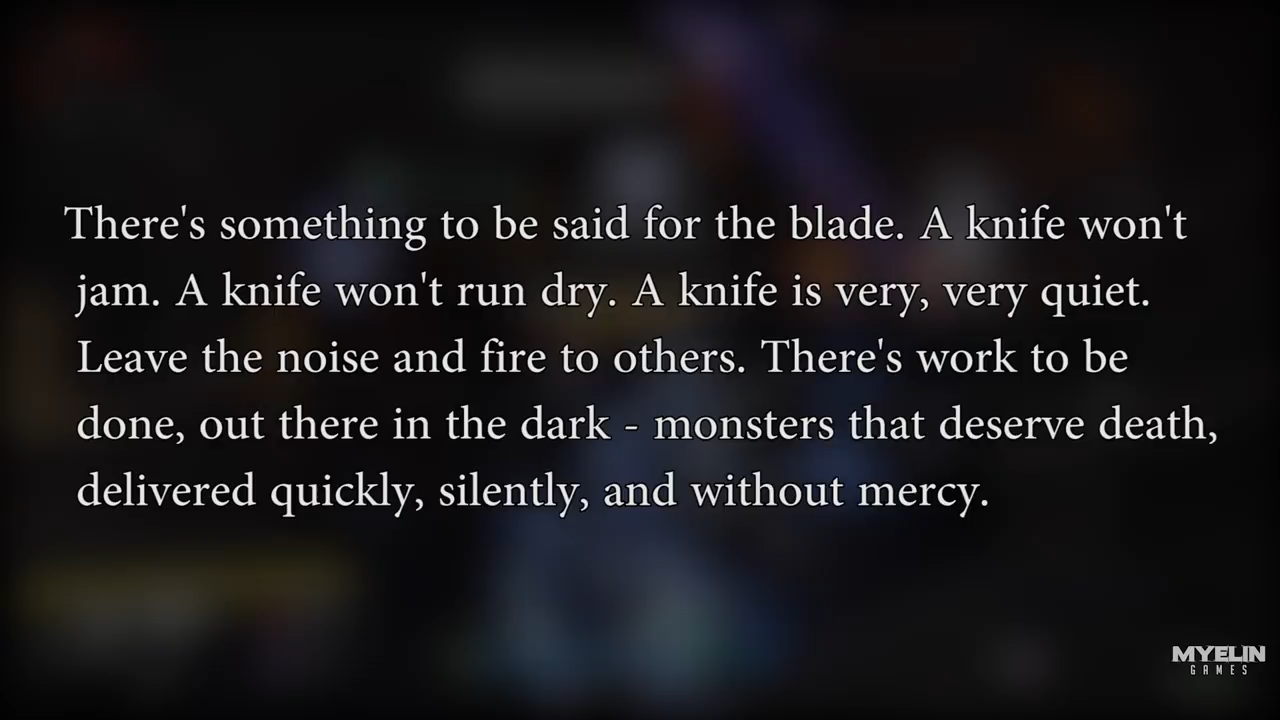 There's something to be said for the blade. A knife won't
jam. A knife won't run dry. A knife is very, very quiet.
Leave the noise and fire to others. There's work to be
done, out there in the dark - monsters that deserve death,
delivered quickly, silently, and without mercy.
MYELIN
GAMES